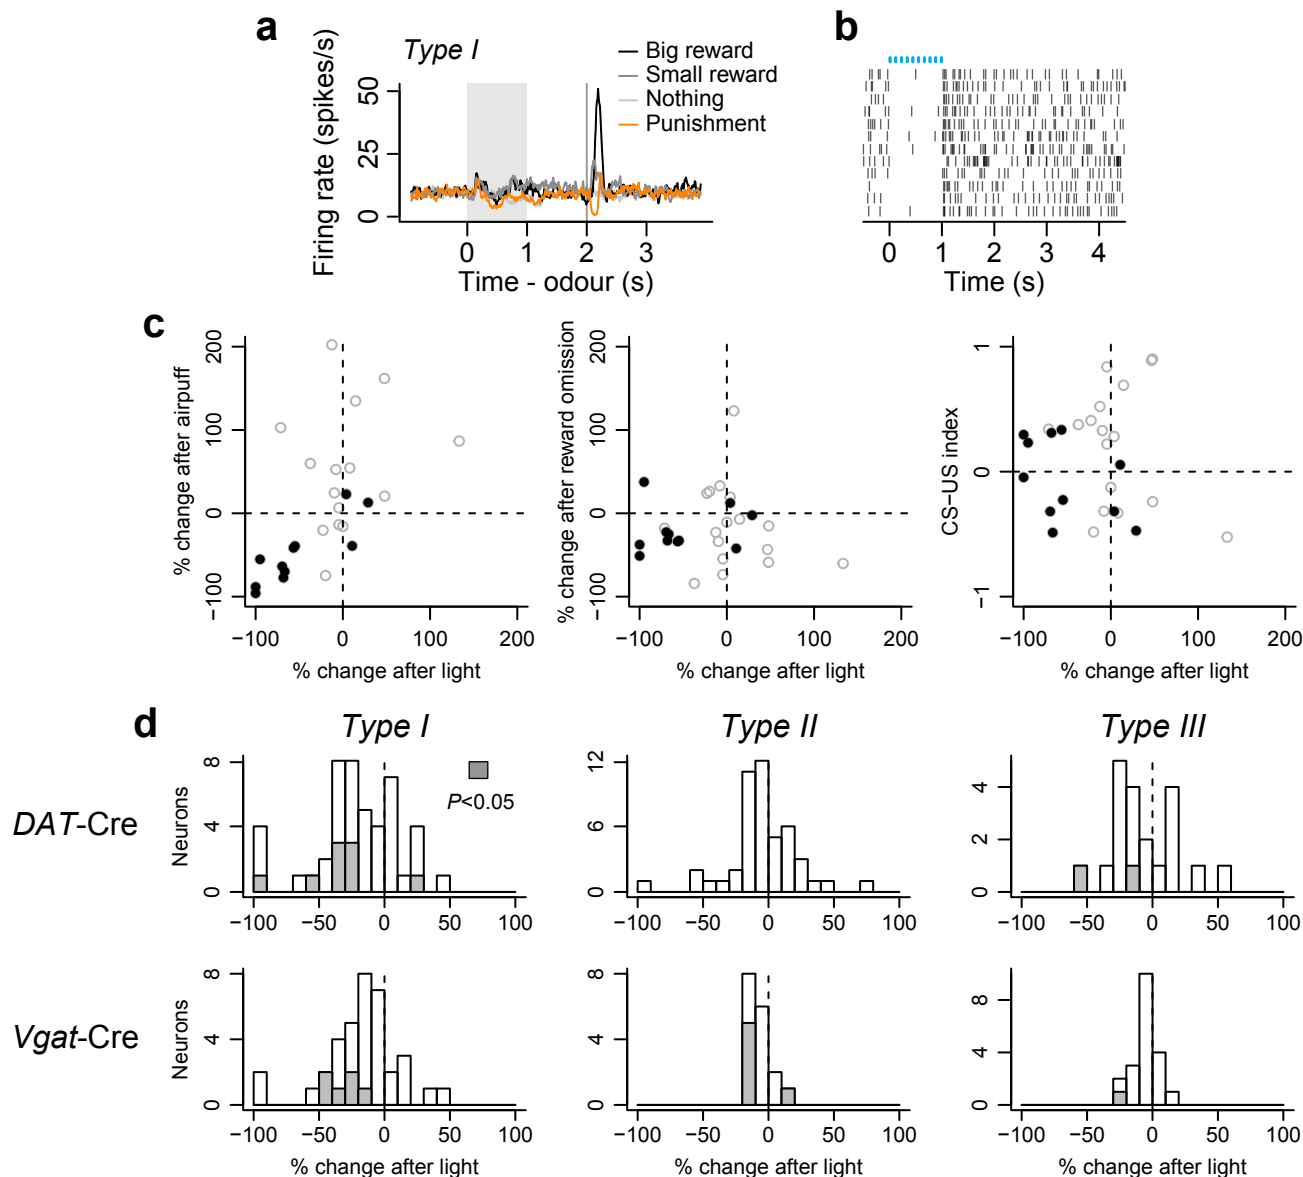 a
Type I
Big reward
Small reward
Nothing
Punishment
Firing rate (spikes/s)
50
25
0
0 1 2 3
Time - odour (s)
b
0 1 2 3 4
Time (s)
c
% change after airpuff
200
100
0
−100
−100 0 100 200
% change after light
% change after reward omission
200
100
0
−100
−100 0 100 200
% change after light
CS−US index
1
0
−1
−100 0 100 200
% change after light
d
Type I
Type II
Type III
DAT-Cre
Neurons
8
4
0
P<0.05
−100 −50 0 50 100
12
6
0
−100 −50 0 50 100
4
2
0
−100 −50 0 50 100
Vgat-Cre
Neurons
8
4
0
−100 −50 0 50 100
% change after light
8
4
0
−100 −50 0 50 100
% change after light
8
4
0
−100 −50 0 50 100
% change after light